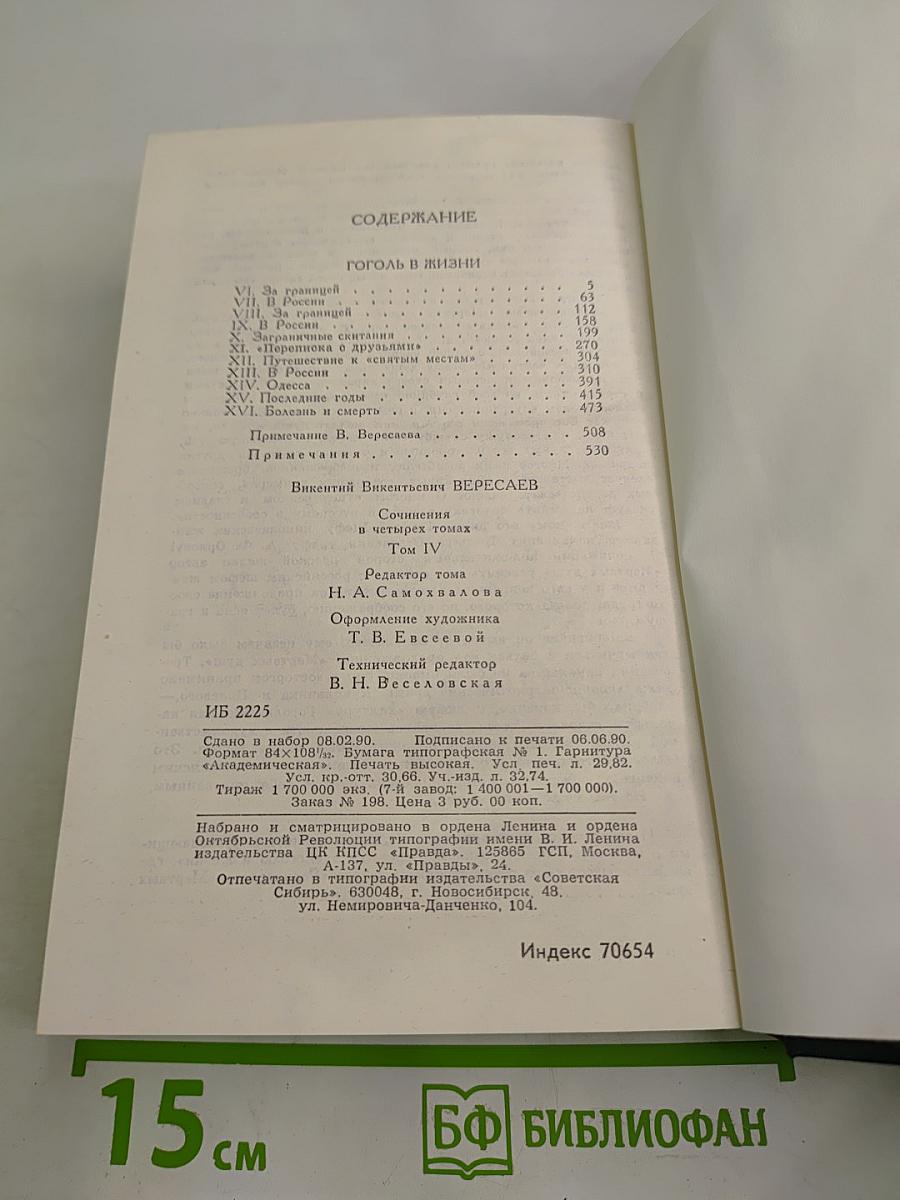 СОДЕРЖАНИЕ
ГОГОЛЬ В ЖИЗНИ
VI. За границей . . . . . . . . . . . . . 5
VII. В России . . . . . . . . . . . . . 63
VIII. За границей . . . . . . . . . . . . 112
IX. В России . . . . . . . . . . . . . 158
X. Заграничные скитания . . . . . . . . . . 199
XI. «Переписка с друзьями» . . . . . . . . 270
XII. Путешествие к «святым местам» . . . . . 304
XIII. В России . . . . . . . . . . . . . 310
XIV. Одесса . . . . . . . . . . . . . . 391
XV. Последние годы . . . . . . . . . . . 415
XVI. Болезнь и смерть . . . . . . . . . . 473
Примечание В. Вересаева . . . . . . . . 508
Примечания . . . . . . . . . . . . 530
Викентий Викентьевич ВЕРЕСАЕВ
Сочинения
в четырех томах
Том IV
Редактор тома
Н. А. Самохвалова
Оформление художника
Т. В. Евсеевой
Технический редактор
В. Н. Веселовская
ИБ 2225
Сдано в набор 08.02.90. Подписано к печати 06.06.90.
Формат 84×108¹/₃₂. Бумага типографская № 1. Гарнитура
«Академическая». Печать высокая. Усл. печ. л. 29,82.
Усл. кр.-отт. 30,66. Уч.-изд. л. 32,74.
Тираж 1 700 000 экз. (7-й завод: 1 400 001—1 700 000).
Заказ № 198. Цена 3 руб. 00 коп.
Набрано и сматрицировано в ордена Ленина и ордена
Октябрьской Революции типографии имени В. И. Ленина
издательства ЦК КПСС «Правда». 125865 ГСП, Москва,
А-137, ул. «Правды», 24.
Отпечатано в типографии издательства «Советская
Сибирь». 630048, г. Новосибирск, 48.
ул. Немировича-Данченко, 104.
Индекс 70654
15 см
БФ БИБЛИОФАН